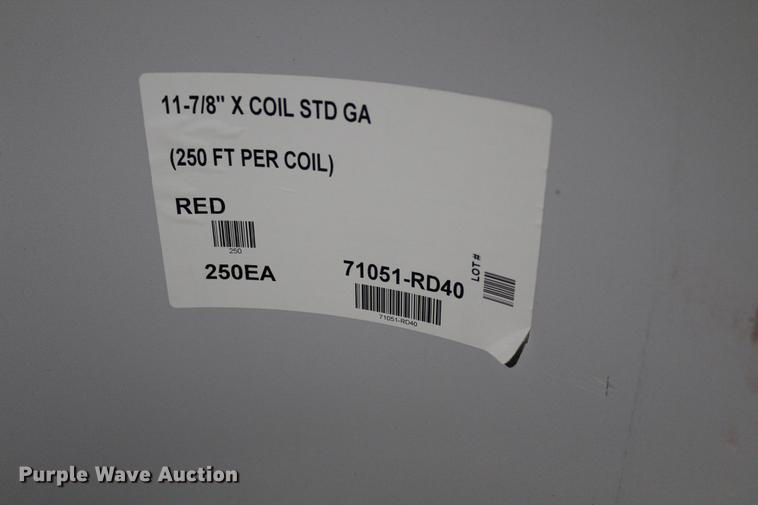 11-7/8" X COIL STD GA
(250 FT PER COIL)
RED
250
250EA
71051-RD40
71051-RD40
LOT #
Purple Wave Auction